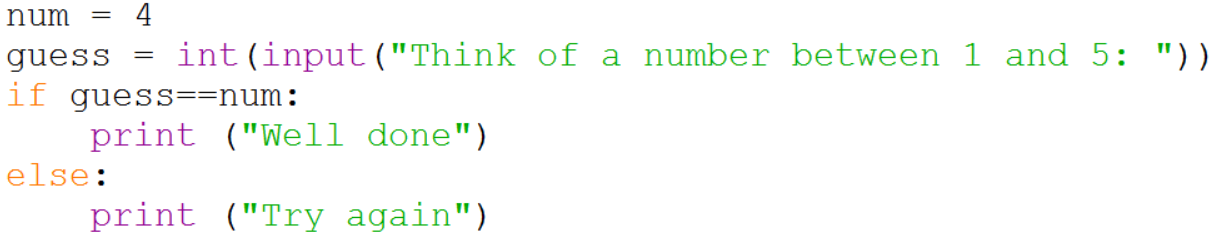 num = 4
guess = int(input("Think of a number between 1 and 5: "))
if guess==num:
    print ("Well done")
else:
    print ("Try again")